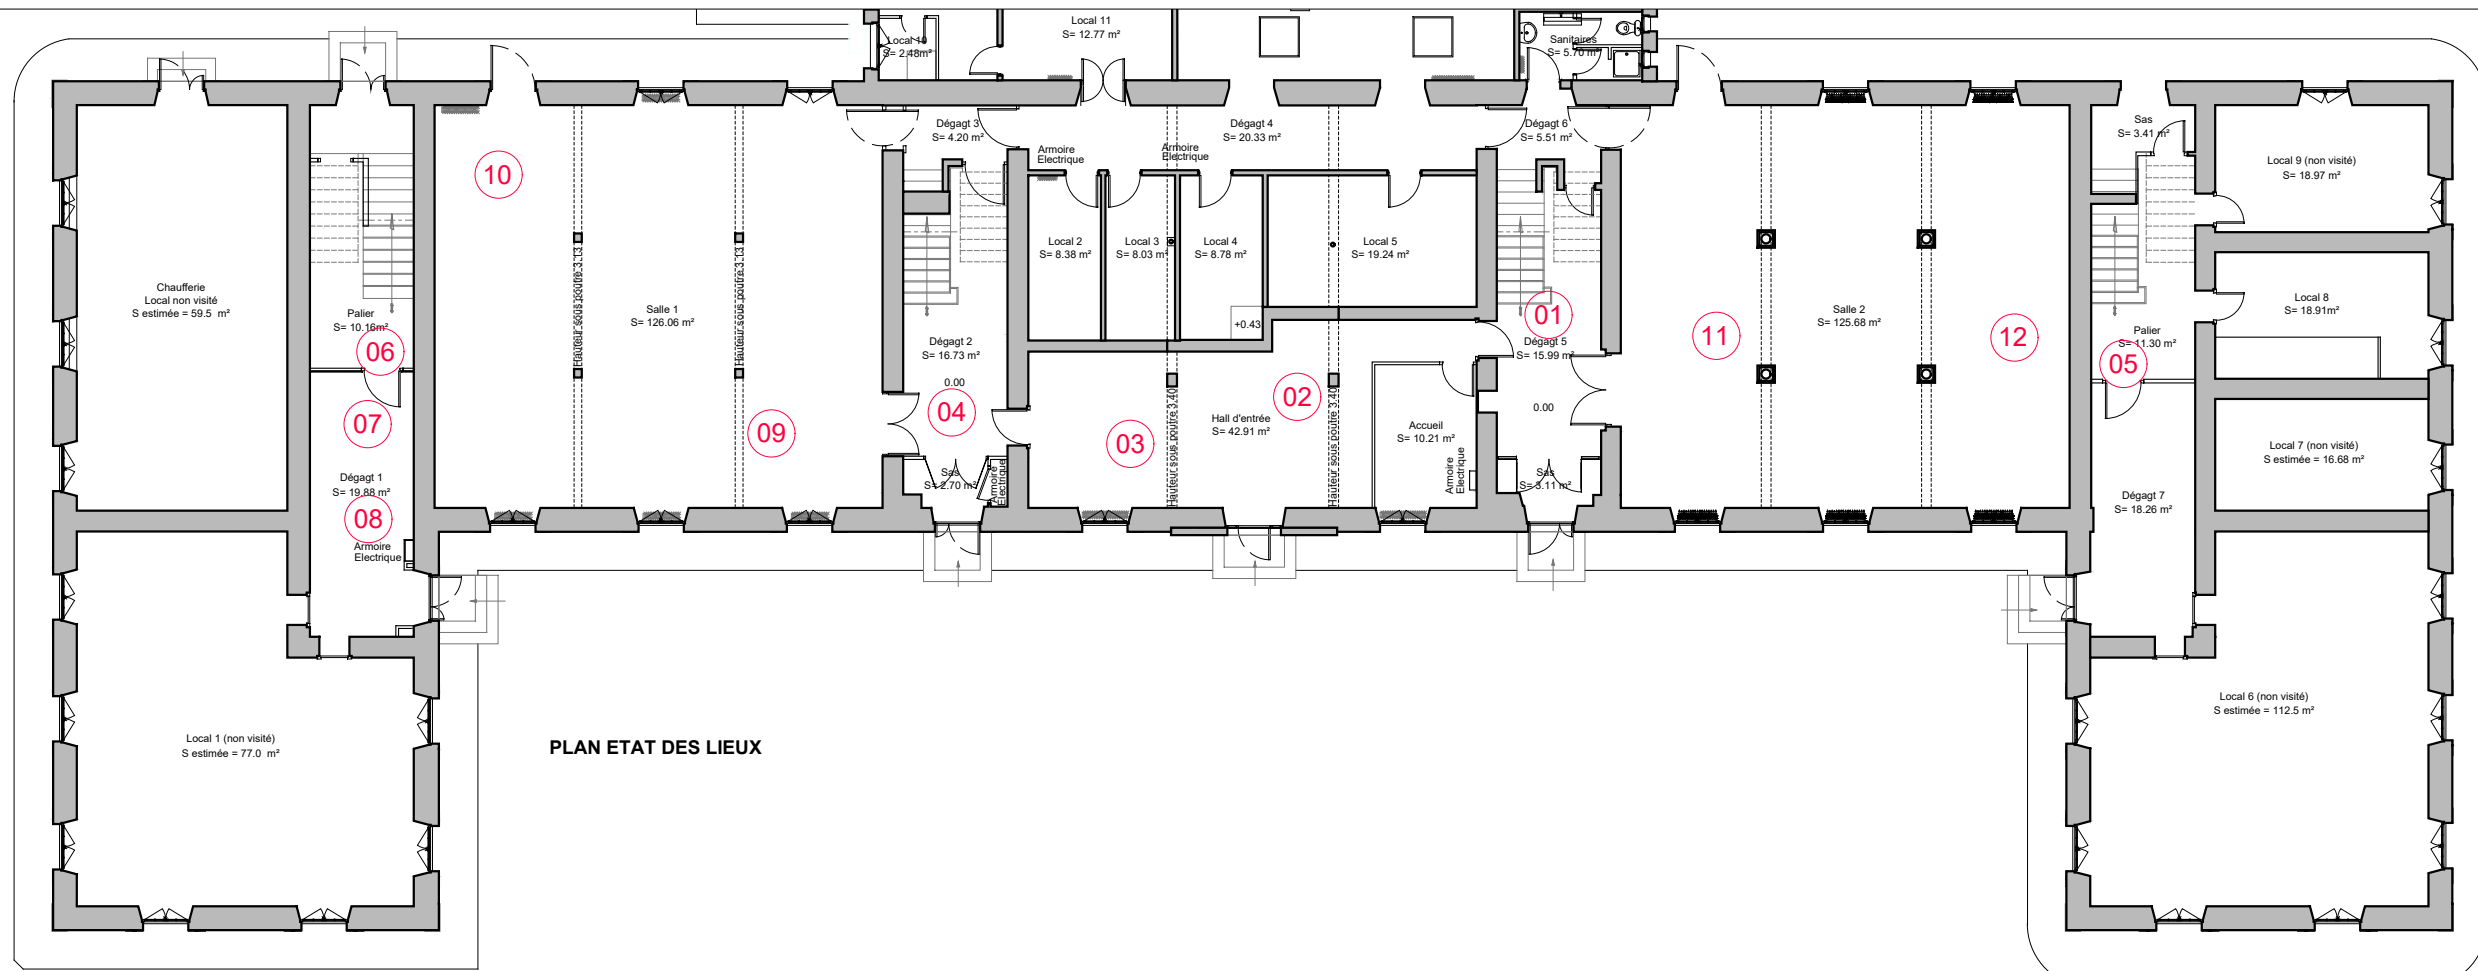 Local 11
S= 12.77 m²
Local 10
S= 2.48m²
Sanitaires
S= 5.70 m²
Dégagt 3
S= 4.20 m²
Dégagt 4
S= 20.33 m²
Dégagt 6
S= 5.51 m²
Sas
S= 3.41 m²
Armoire
Electrique
Armoire
Electrique
Local 9 (non visité)
S= 18.97 m²
10
Local 2
S= 8.38 m²
Local 3
S= 8.03 m²
Local 4
S= 8.78 m²
Local 5
S= 19.24 m²
Chaufferie
Local non visité
S estimée = 59.5 m²
Palier
S= 10.16m²
06
Hauteur sous poutre 3.13
Salle 1
S= 126.06 m²
Hauteur sous poutre 3.13
Dégagt 2
S= 16.73 m²
0.00
+0.43
01
Dégagt 5
S= 15.99 m²
0.00
11
Salle 2
S= 125.68 m²
12
Local 8
S= 18.91m²
Palier
S= 11.30 m²
05
07
09
04
03
Hauteur sous poutre 3.40
Hall d'entrée
S= 42.91 m²
02
Hauteur sous poutre 3.40
Accueil
S= 10.21 m²
Armoire
Electrique
Local 7 (non visité)
S estimée = 16.68 m²
Dégagt 1
S= 19.88 m²
08
Armoire
Electrique
Sas
S= 2.70 m²
Armoire
Electrique
Sas
S= 3.11 m²
Dégagt 7
S= 18.26 m²
Local 1 (non visité)
S estimée = 77.0 m²
PLAN ETAT DES LIEUX
Local 6 (non visité)
S estimée = 112.5 m²